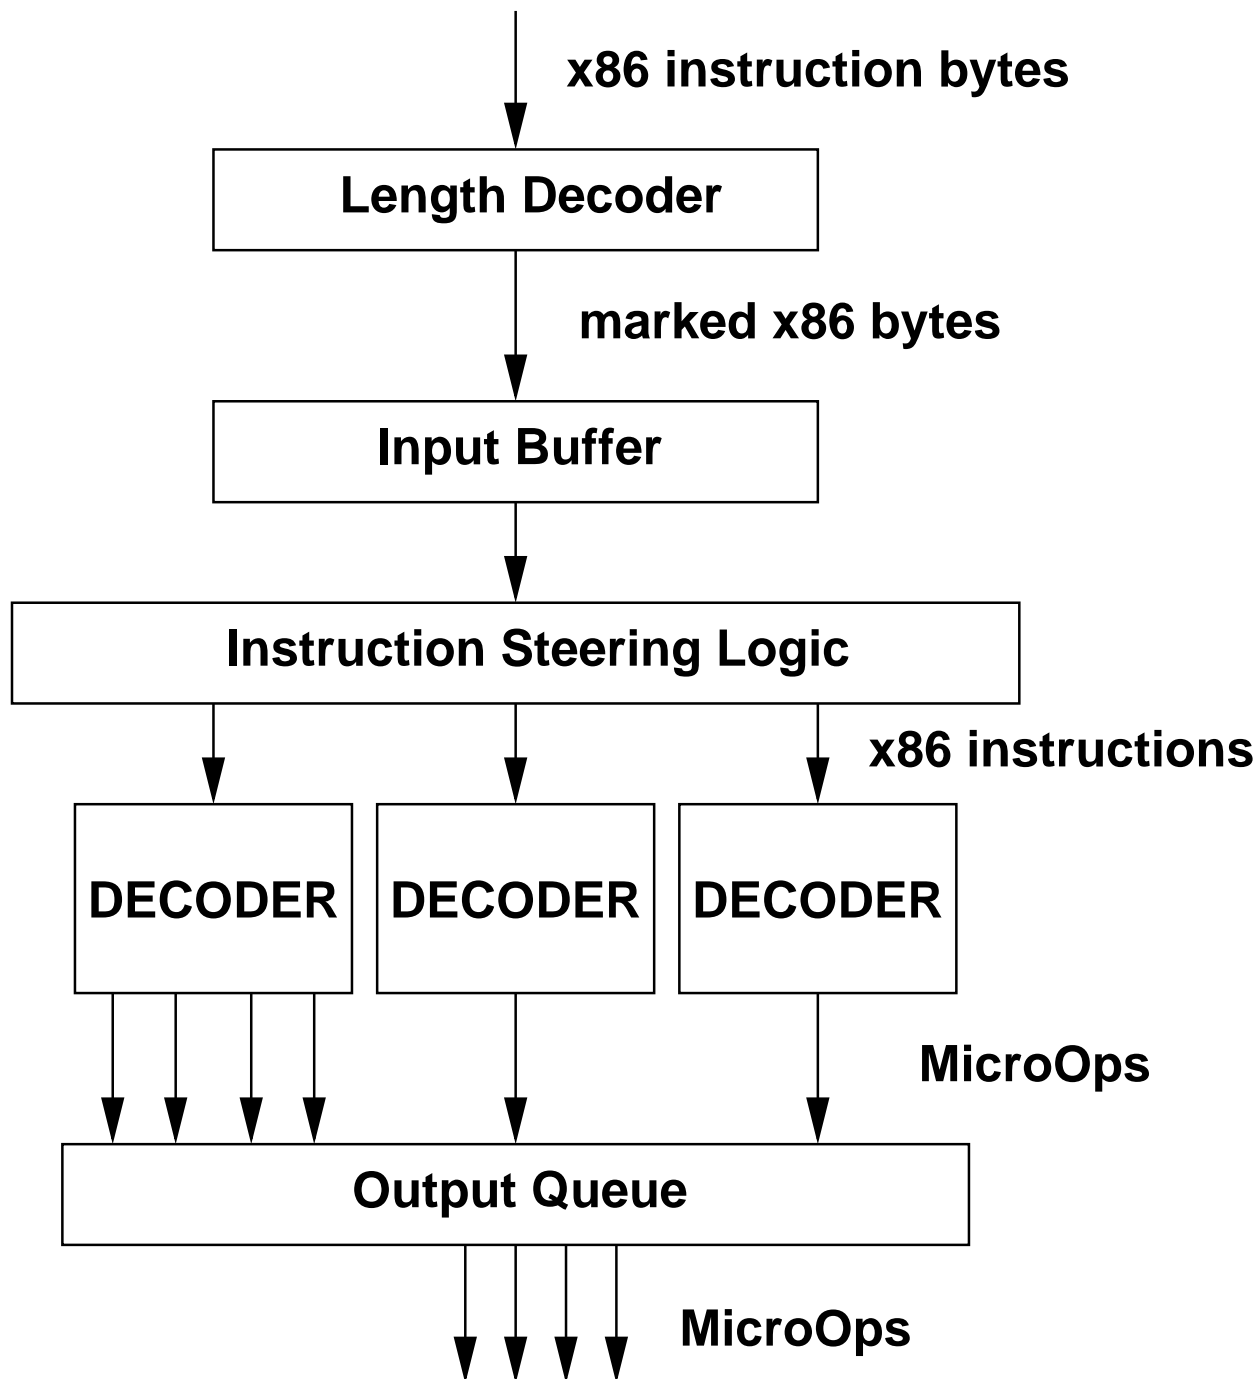 x86 instruction bytes
Length Decoder
marked x86 bytes
Input Buffer
Instruction Steering Logic
x86 instructions
DECODER DECODER DECODER
MicroOps
Output Queue
MicroOps